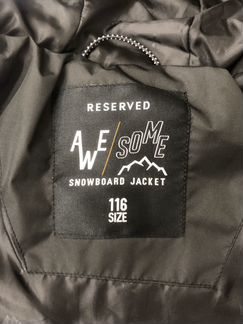 RESERVED
AWE/SOME
SNOWBOARD JACKET
116
SIZE